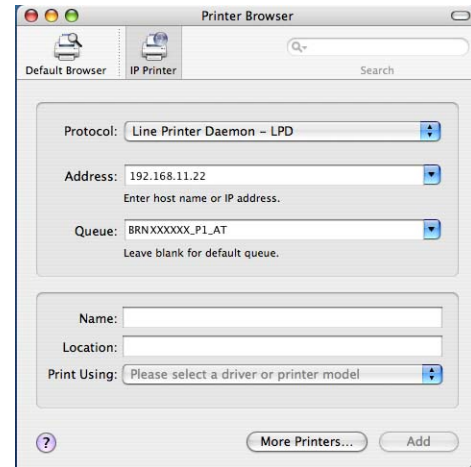 Printer Browser
Default Browser IP Printer Search
Protocol: Line Printer Daemon – LPD
Address: 192.168.11.22
Enter host name or IP address.
Queue: BRNXXXXXX_P1_AT
Leave blank for default queue.
Name:
Location:
Print Using: Please select a driver or printer model
? More Printers... Add